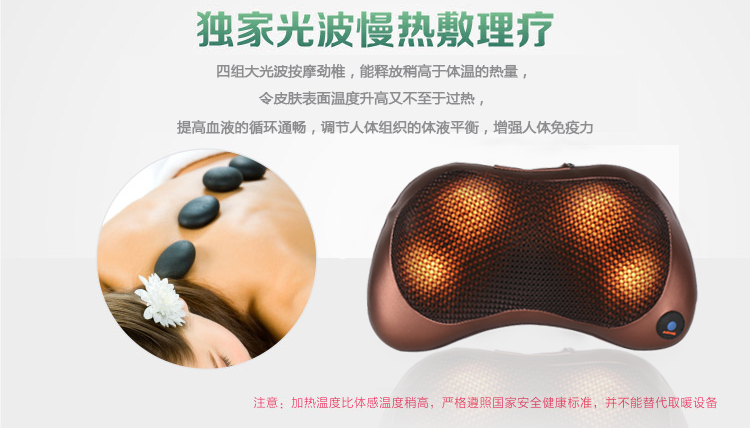 独家光波慢热敷理疗
四组大光波按摩劲椎，能释放稍高于体温的热量，
令皮肤表面温度升高又不至于过热，
提高血液的循环通畅，调节人体组织的体液平衡，增强人体免疫力
注意：加热温度比体感温度稍高，严格遵照国家安全健康标准，并不能替代取暖设备